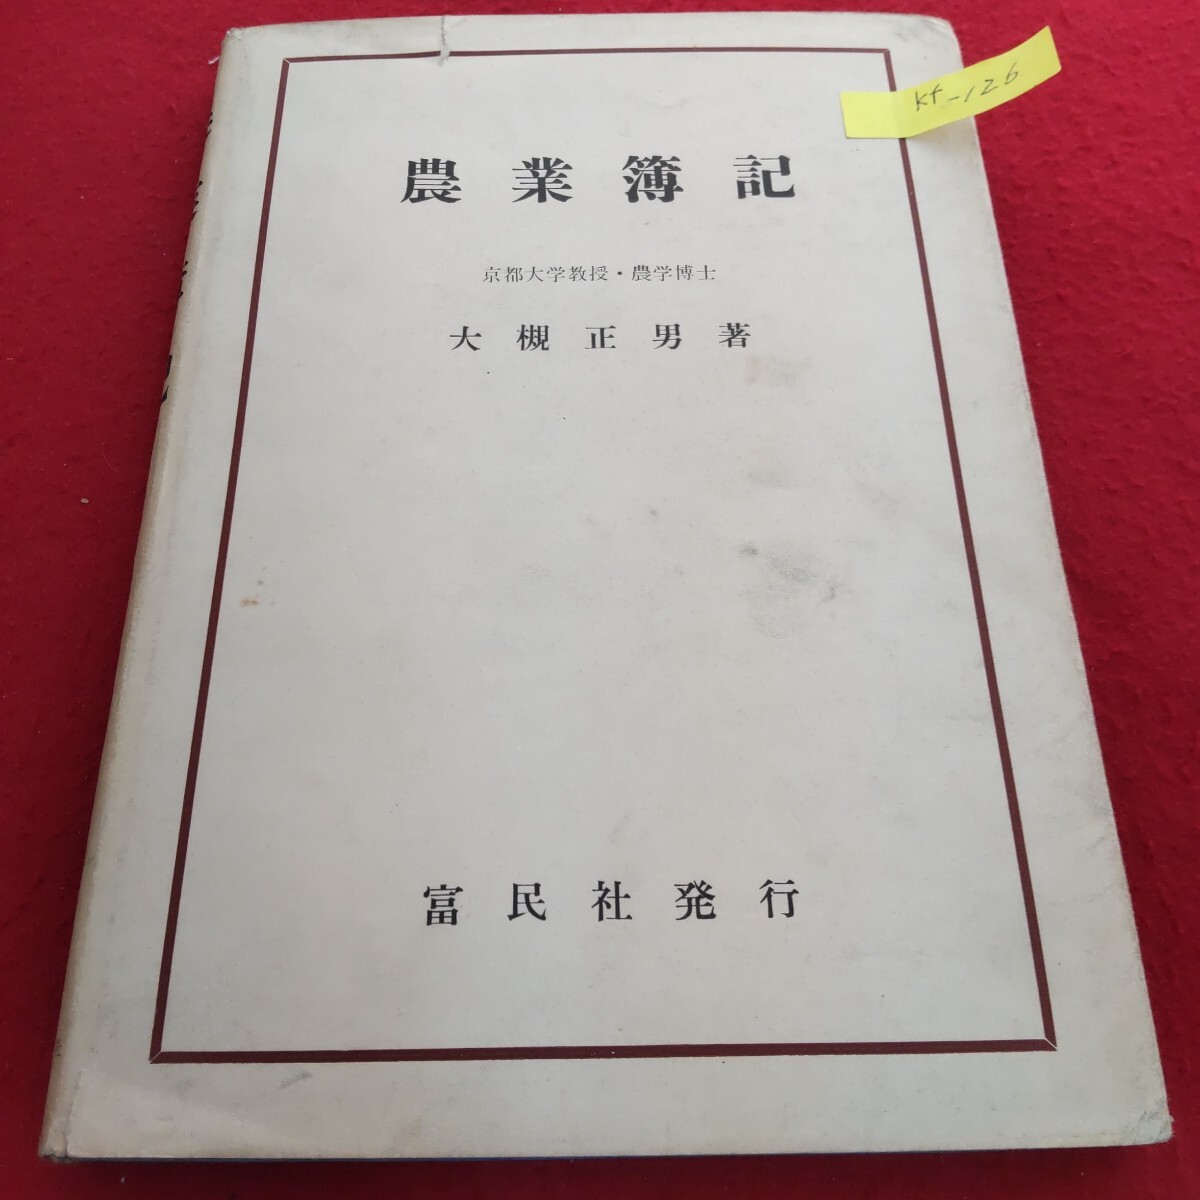 kf-126
農業簿記
京都大学教授・農学博士
大槻正男著
富民社発行